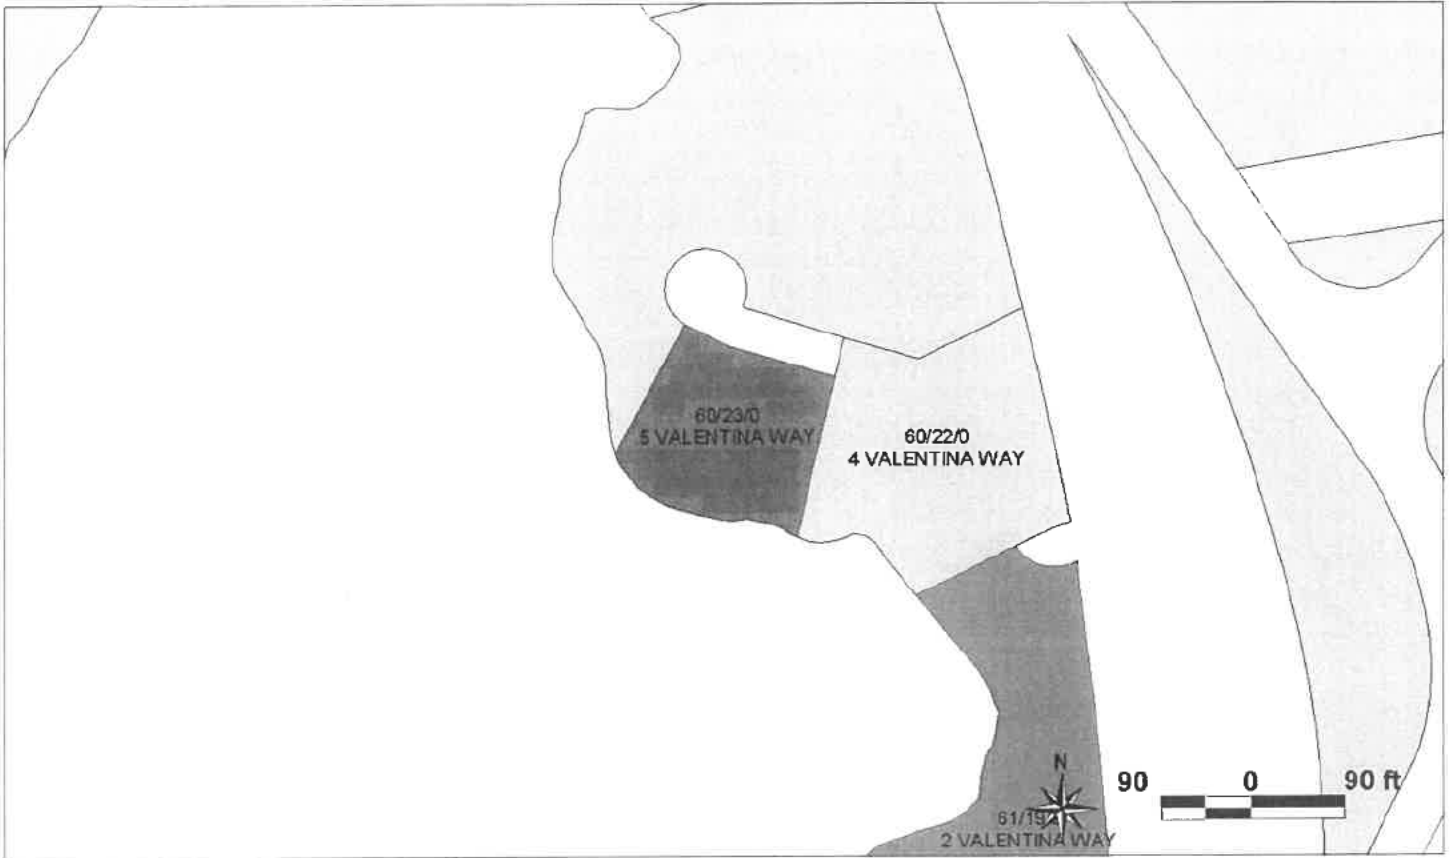 60/23/0
5 VALENTINA WAY
60/22/0
4 VALENTINA WAY
N
90 0 90 ft
2 VALENTINA WAY